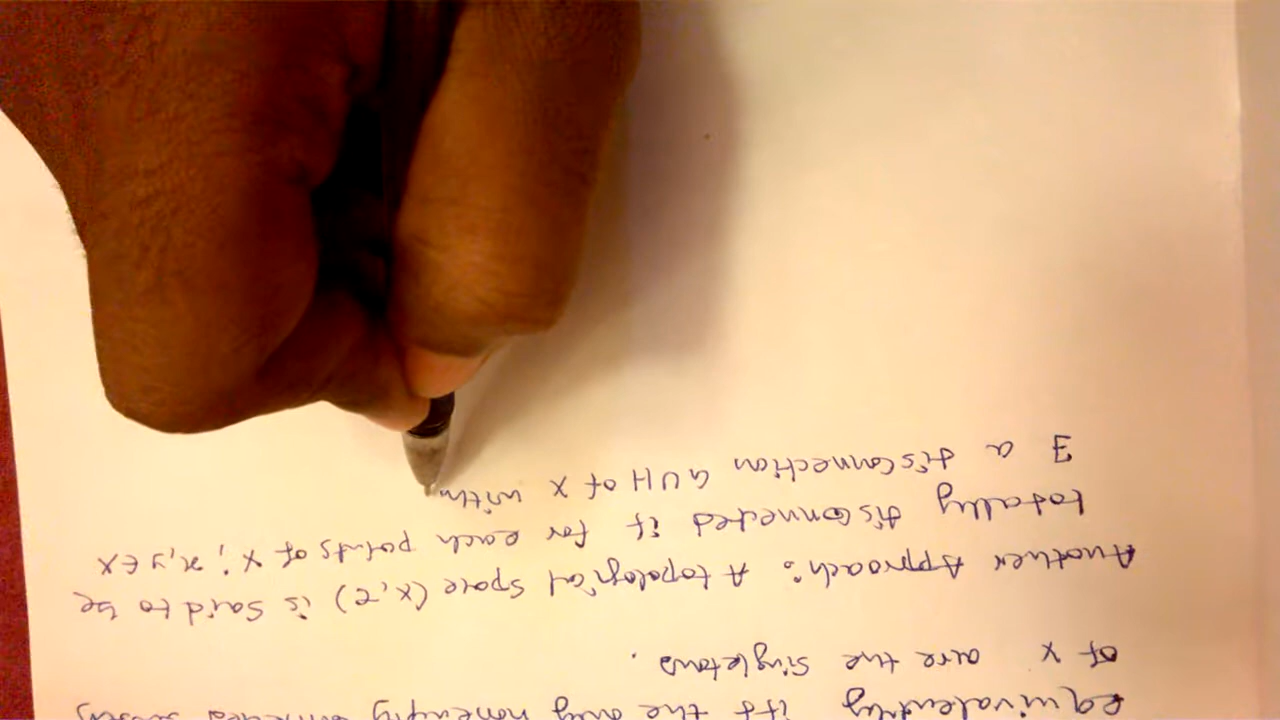 equivalently iff the only nonempty connected subsets
of X are the singletons.
Another Approach: A topological space (X,τ) is said to be
totally disconnected if for each points of X; x,y ∈ X
∃ a disconnection G∪H of X with